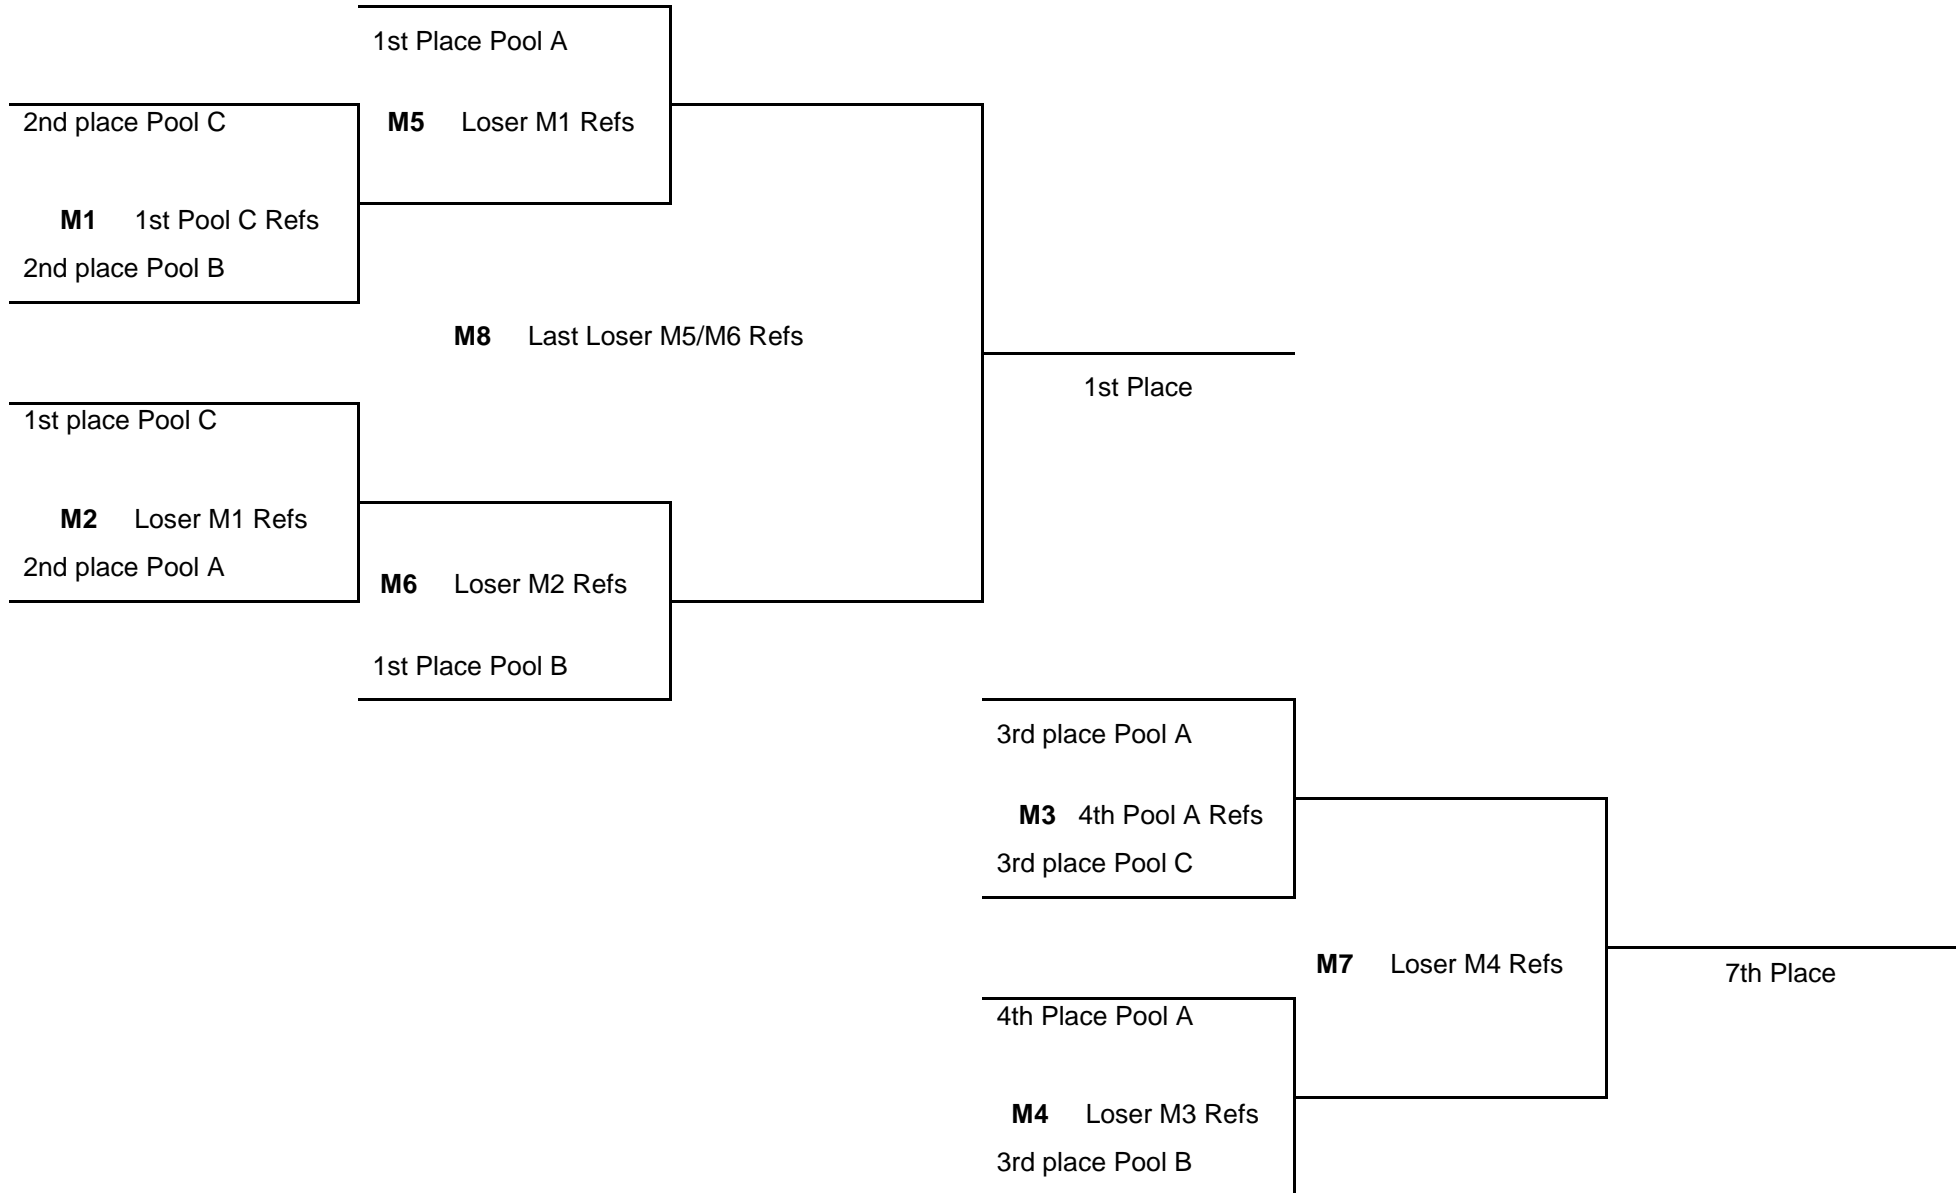 1st Place Pool A
2nd place Pool C
M5 Loser M1 Refs
M1 1st Pool C Refs
2nd place Pool B
M8 Last Loser M5/M6 Refs
1st Place
1st place Pool C
M2 Loser M1 Refs
2nd place Pool A
M6 Loser M2 Refs
1st Place Pool B
3rd place Pool A
M3 4th Pool A Refs
3rd place Pool C
M7 Loser M4 Refs
7th Place
4th Place Pool A
M4 Loser M3 Refs
3rd place Pool B